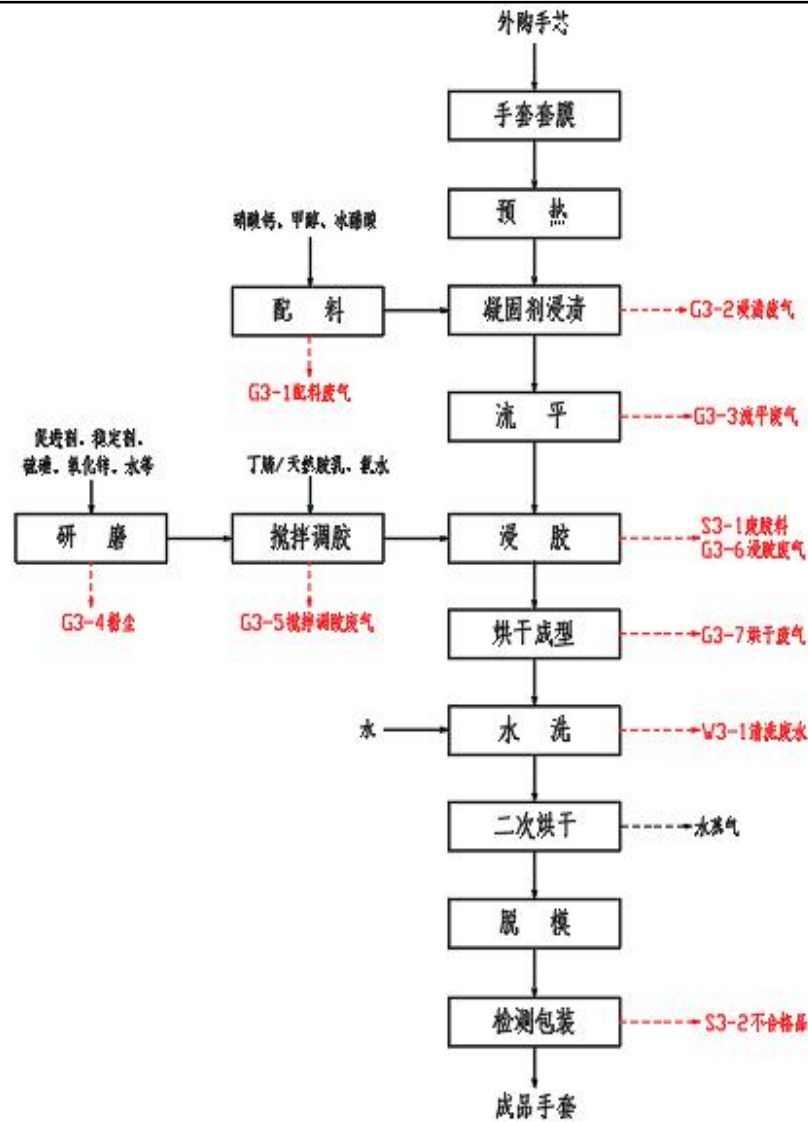 外购手芯
手套套膜
预 热
硝酸钙、甲醇、冰醋酸
配 料
凝固剂浸渍
G3-2浸渍废气
G3-1配料废气
流 平
G3-3流平废气
促进剂、稳定剂、
硫磺、氧化锌、水等
丁腈/天然胶乳、氨水
研 磨
搅拌调胶
浸 胶
S3-1废胶料
G3-6浸胶废气
G3-4粉尘
G3-5搅拌调胶废气
烘干成型
G3-7烘干废气
水
水 洗
W3-1清洗废水
二次烘干
水蒸气
脱 模
检测包装
S3-2不合格品
成品手套